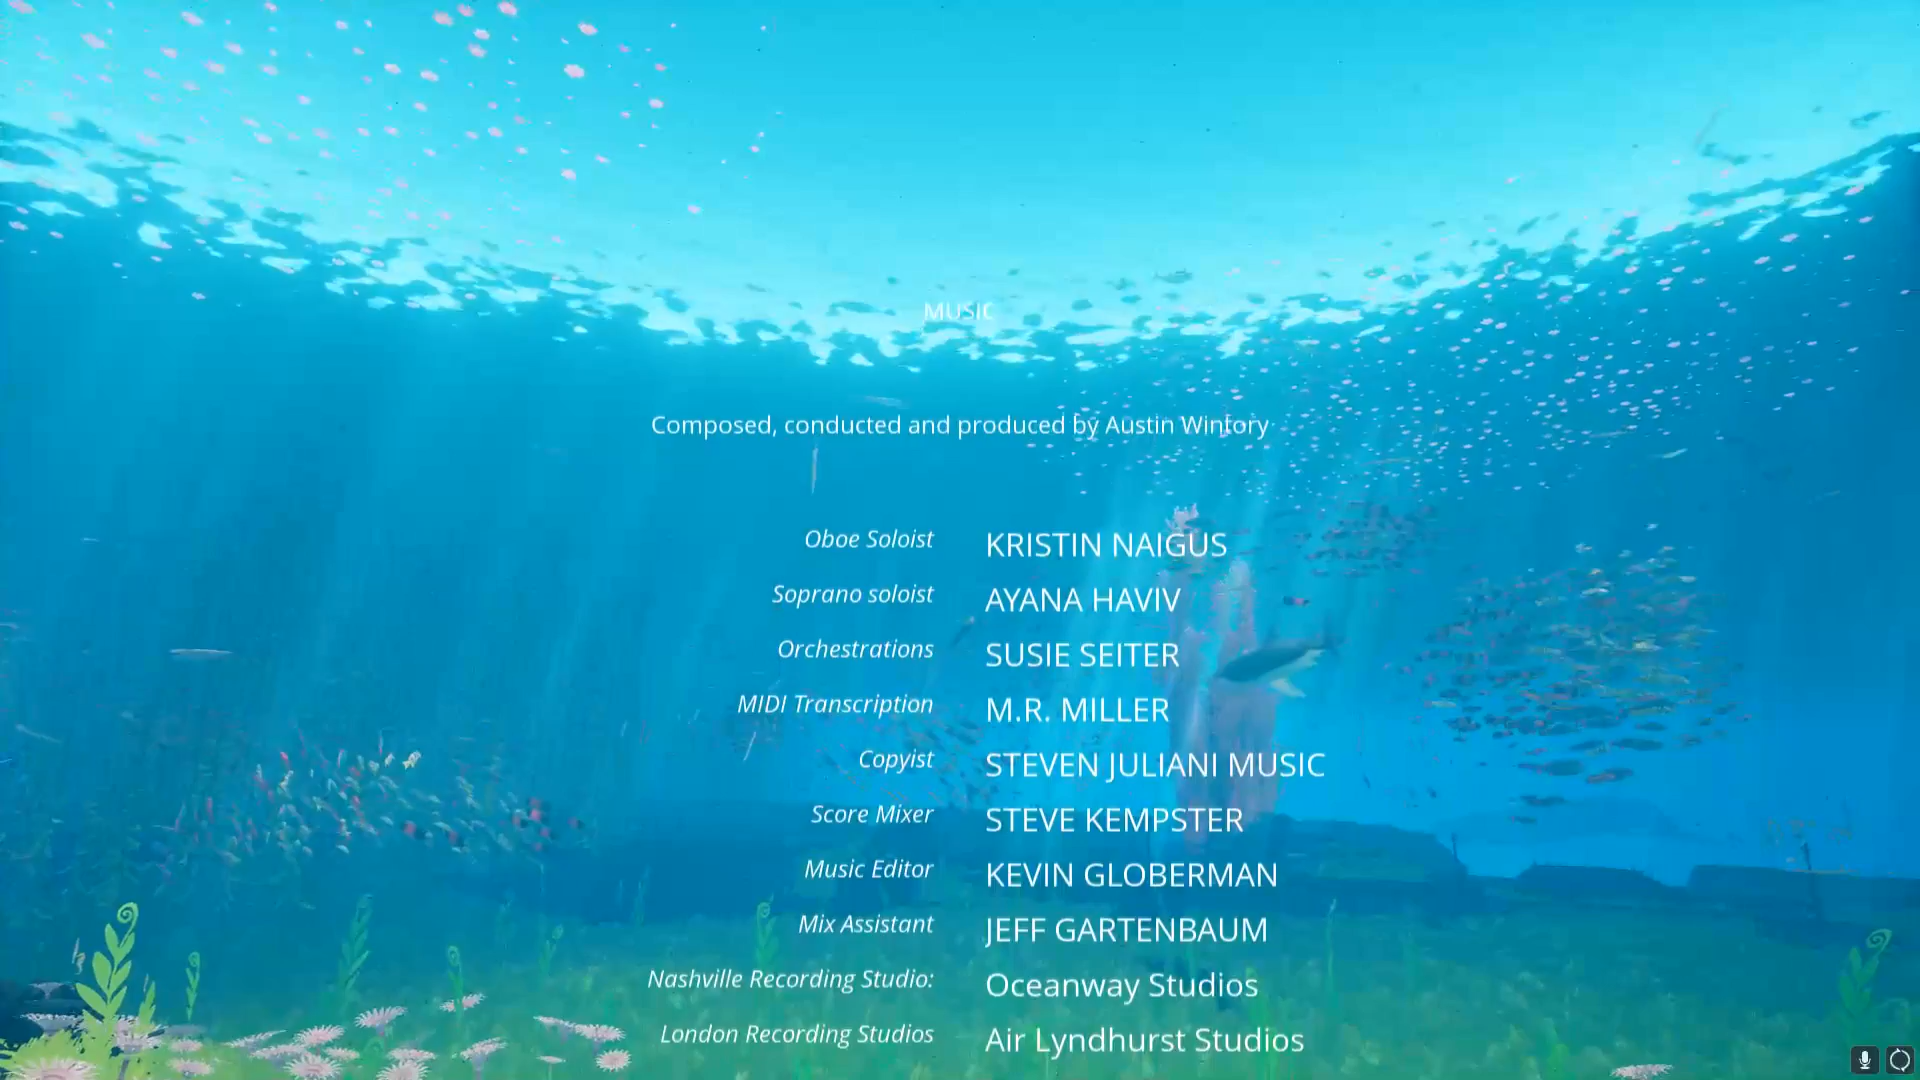 MUSIC
Composed, conducted and produced by Austin Wintory
Oboe Soloist KRISTIN NAIGUS
Soprano soloist AYANA HAVIV
Orchestrations SUSIE SEITER
MIDI Transcription M.R. MILLER
Copyist STEVEN JULIANI MUSIC
Score Mixer STEVE KEMPSTER
Music Editor KEVIN GLOBERMAN
Mix Assistant JEFF GARTENBAUM
Nashville Recording Studio: Oceanway Studios
London Recording Studios Air Lyndhurst Studios